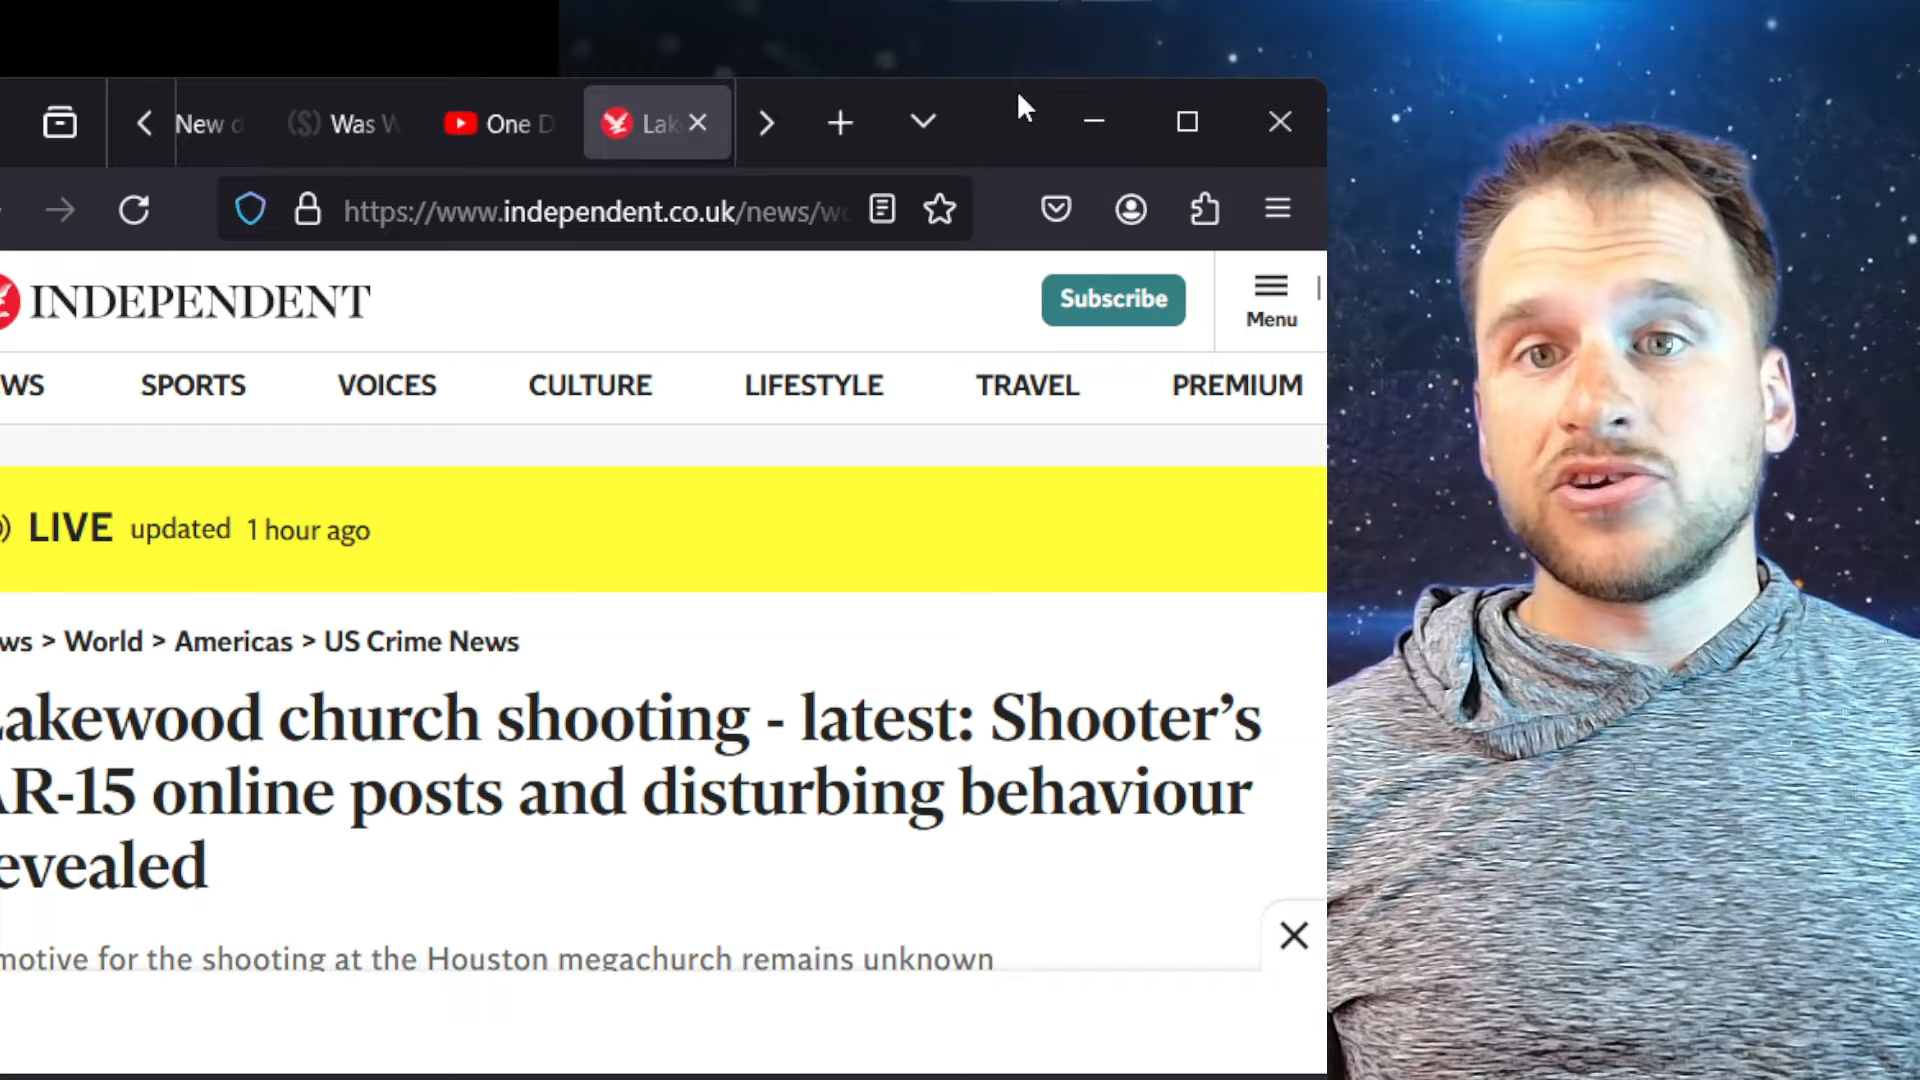 New
Was
One D
Lak
https://www.independent.co.uk/news/w
INDEPENDENT
Subscribe
Menu
WS
SPORTS
VOICES
CULTURE
LIFESTYLE
TRAVEL
PREMIUM
LIVE updated 1 hour ago
ws > World > Americas > US Crime News
akewood church shooting - latest: Shooter's
AR-15 online posts and disturbing behaviour
evealed
motive for the shooting at the Houston megachurch remains unknown